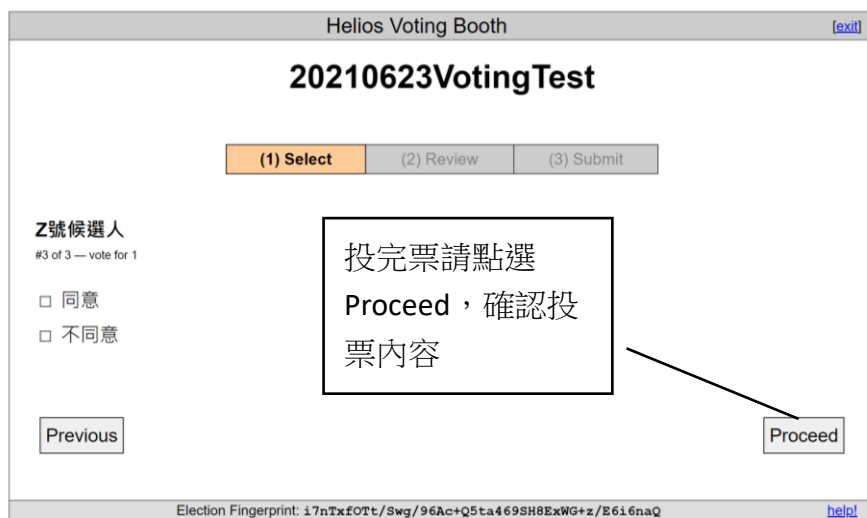 Helios Voting Booth
[exit]
20210623VotingTest
(1) Select
(2) Review
(3) Submit
Z號候選人
#3 of 3 — vote for 1
同意
不同意
投完票請點選
Proceed，確認投
票內容
Previous
Proceed
Election Fingerprint: i7nTxfOTt/Swg/96Ac+Q5ta469SH8ExWG+z/E6i6naQ
help!